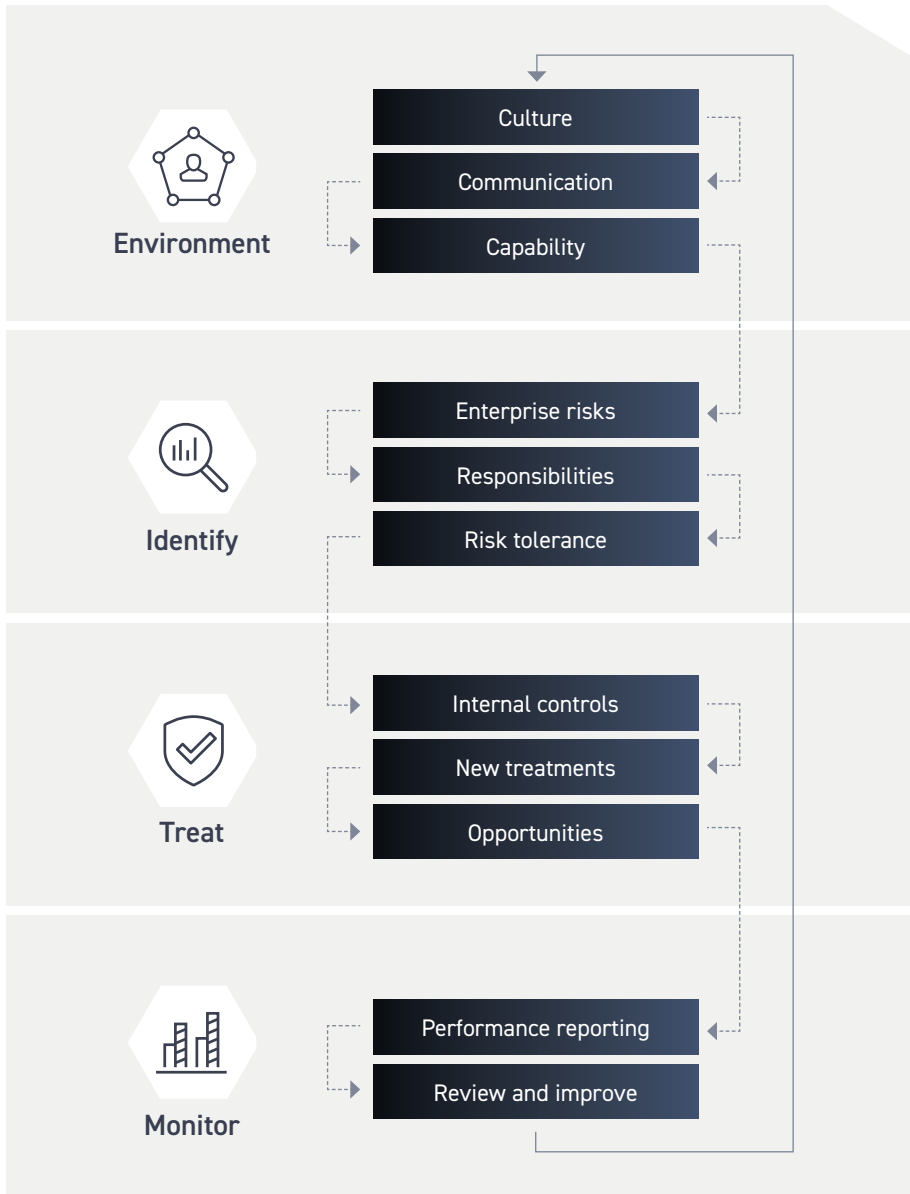 Environment
Culture
Communication
Capability
Identify
Enterprise risks
Responsibilities
Risk tolerance
Treat
Internal controls
New treatments
Opportunities
Monitor
Performance reporting
Review and improve